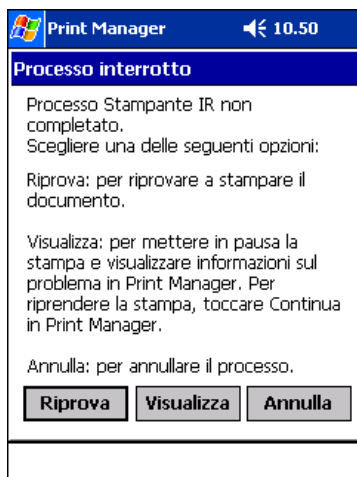 Print Manager 10.50
Processo interrotto
Processo Stampante IR non
completato.
Scegliere una delle seguenti opzioni:
Riprova: per riprovare a stampare il
documento.
Visualizza: per mettere in pausa la
stampa e visualizzare informazioni sul
problema in Print Manager. Per
riprendere la stampa, toccare Continua
in Print Manager.
Annulla: per annullare il processo.
Riprova Visualizza Annulla